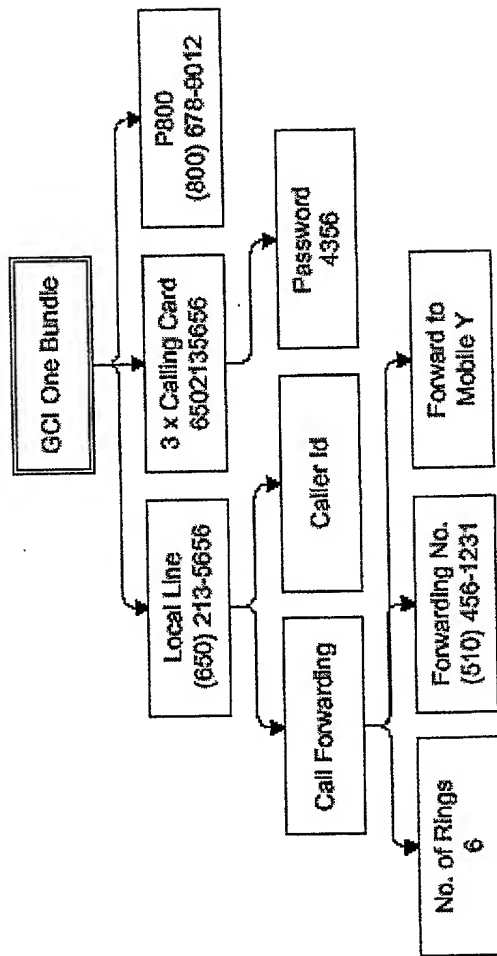 GCI One Bundle
Local Line
(650) 213-5656
3 x Calling Card
6502135656
P800
(800) 678-9012
Call Forwarding
Caller Id
Password
4356
No. of Rings
6
Forwarding No.
(510) 456-1231
Forward to
Mobile Y